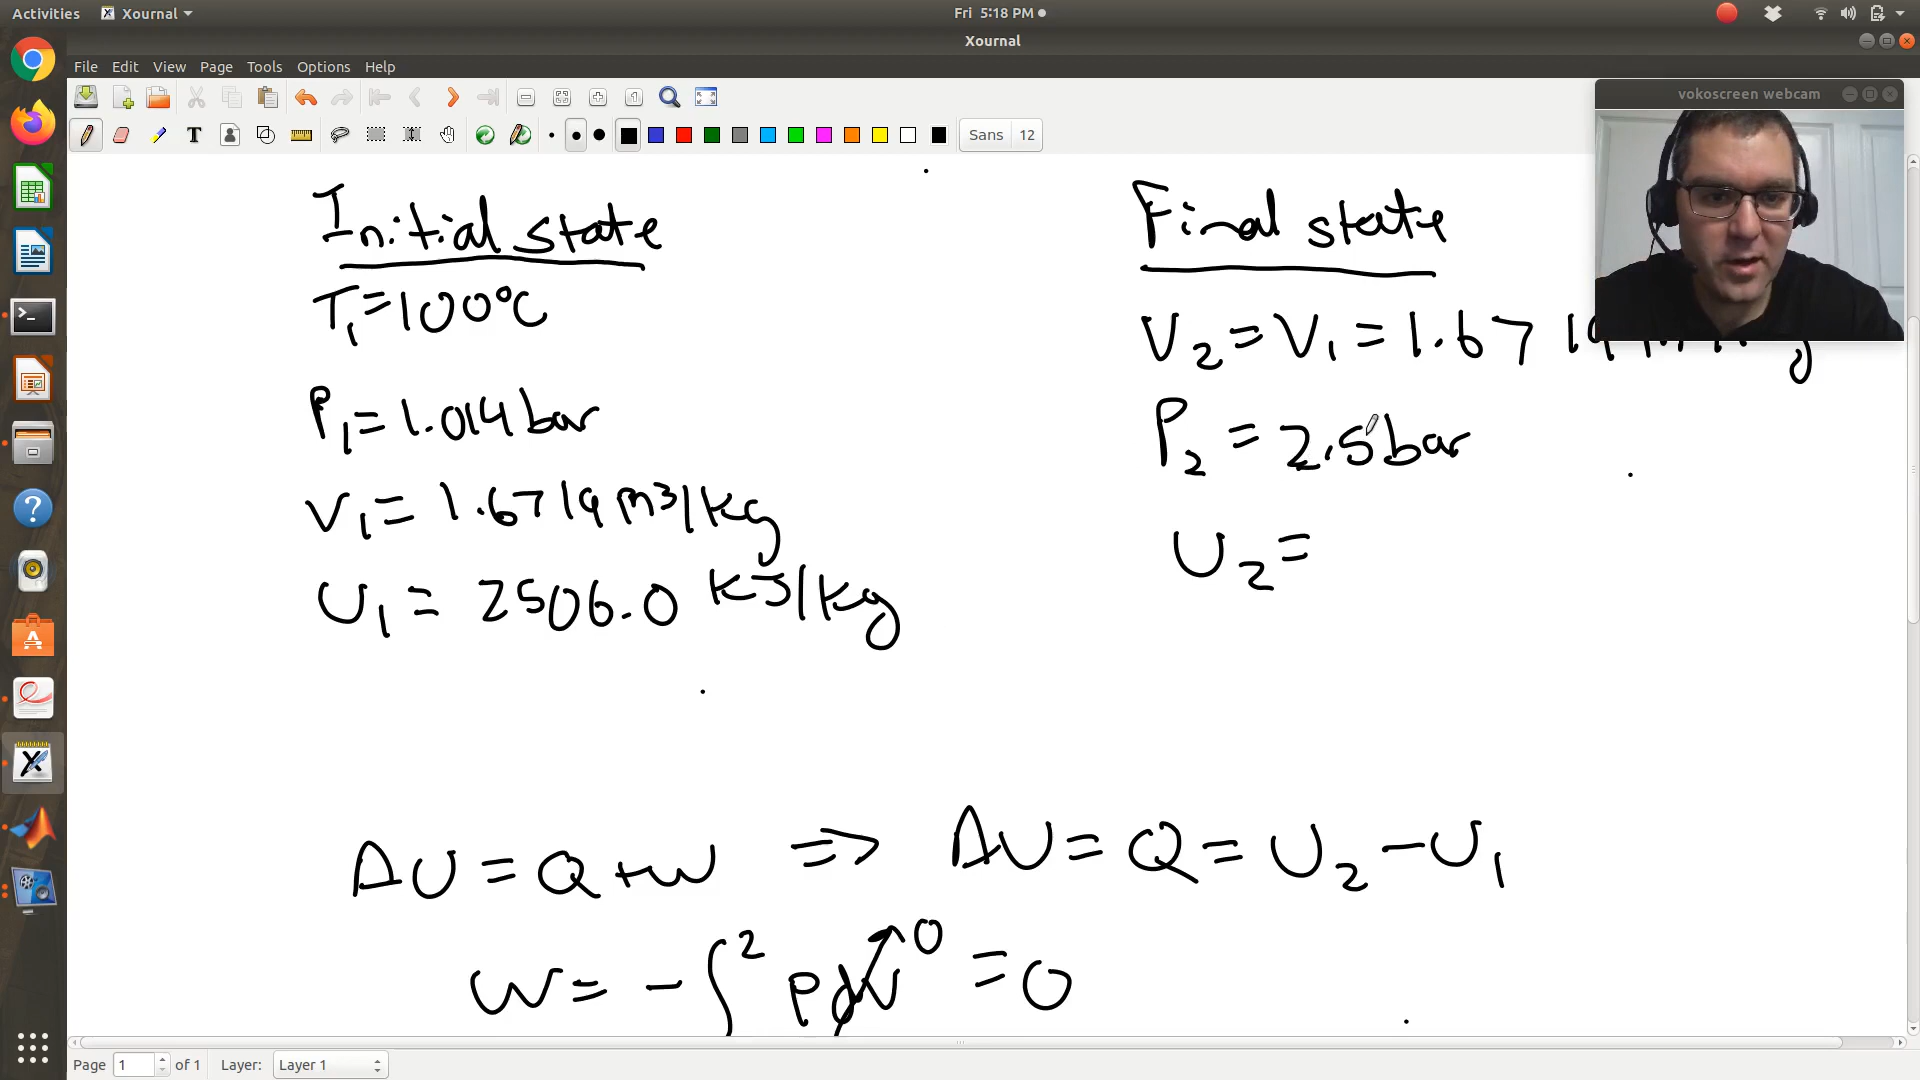 Activities Xournal Fri 5:18 PM
Xournal
File Edit View Page Tools Options Help
Sans 12
vokoscreen webcam
Initial state
T₁=100°C
P₁=1.014 bar
V₁=1.6719 m³/kg
U₁=2506.0 kJ/kg
Final state
V₂=V₁=1.6719
P₂=2.5 bar
U₂=
ΔU=Q+W => ΔU=Q=U₂-U₁
W=-∫² PdV⁰=0
Page 1 of 1 Layer: Layer 1